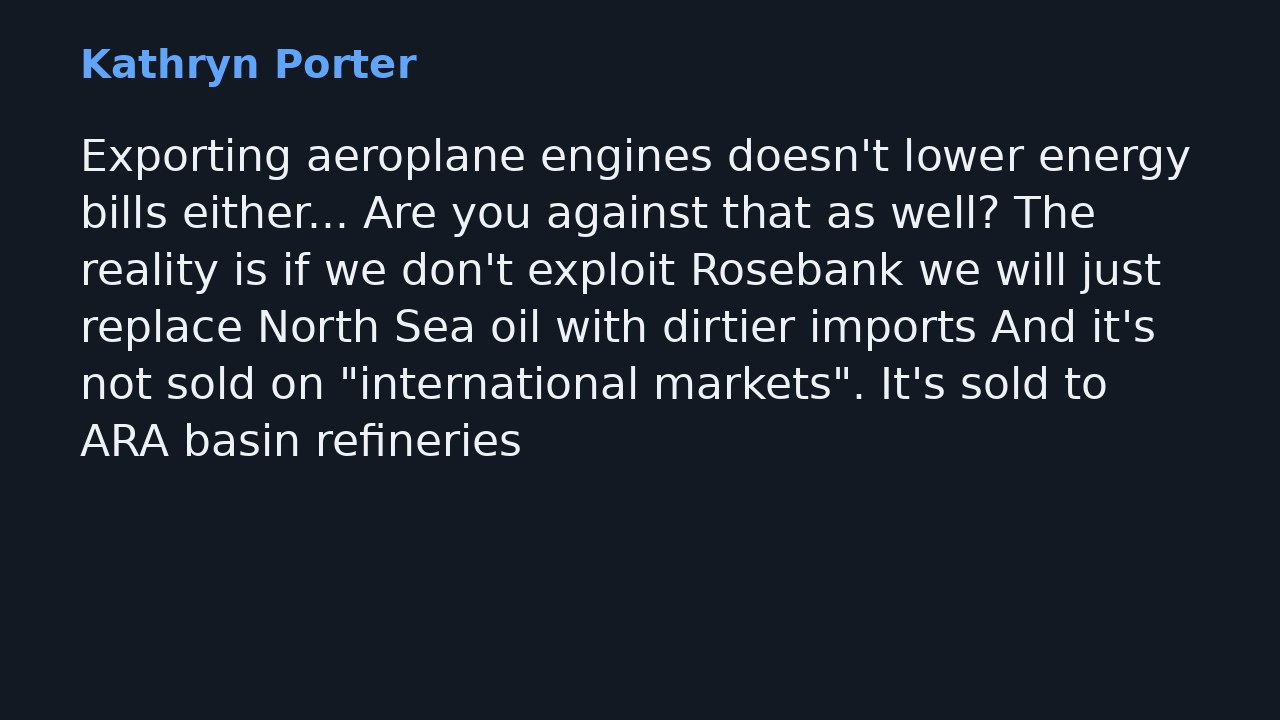 Kathryn Porter
Exporting aeroplane engines doesn't lower energy
bills either... Are you against that as well? The
reality is if we don't exploit Rosebank we will just
replace North Sea oil with dirtier imports And it's
not sold on "international markets". It's sold to
ARA basin refineries